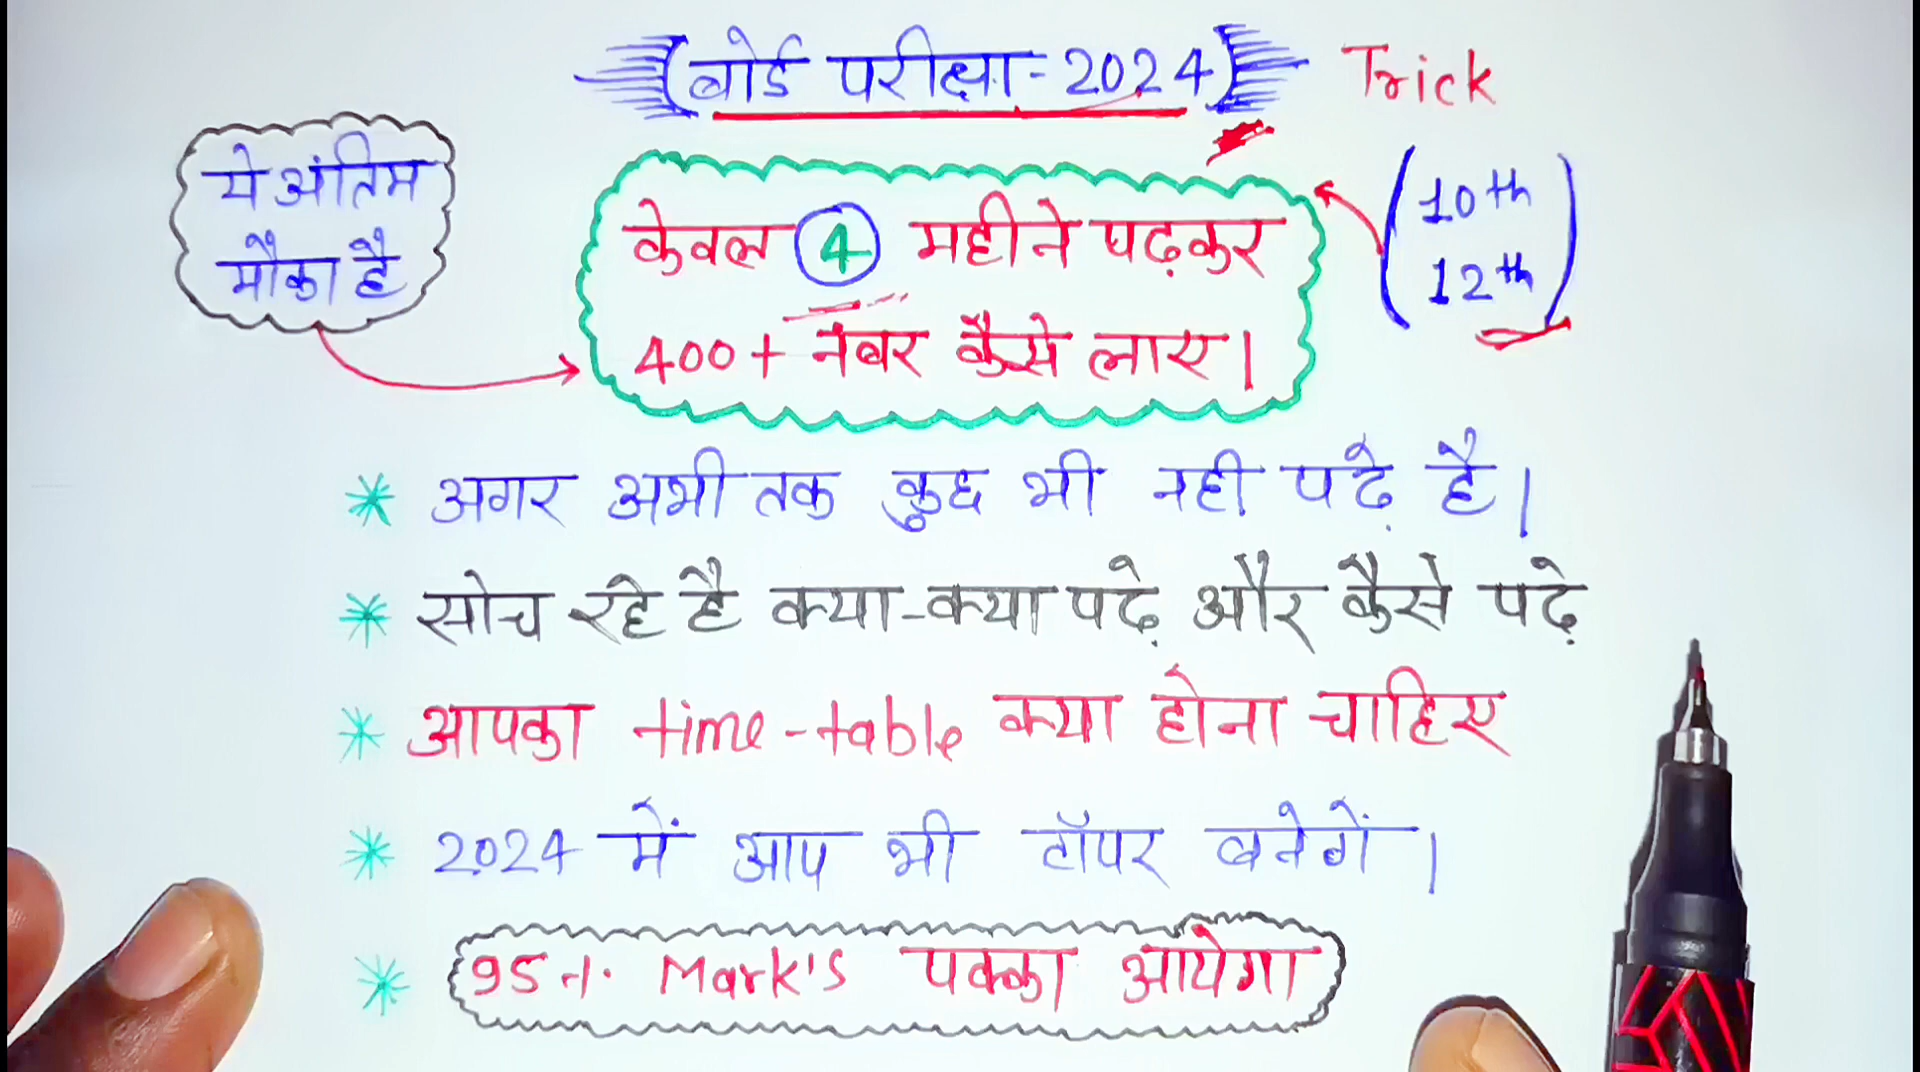 (बोर्ड परीक्षा-2024)
Trick
ये अंतिम
मौका है
केवल 4 महीने पढ़कर
400+ नंबर कैसे लाए।
(10th
12th)
* अगर अभी तक कुछ भी नही पढ़े है।
* सोच रहे है क्या-क्या पढ़े और कैसे पढ़े
* आपका time-table क्या होना चाहिए
* 2024 में आप भी टॉपर बनेगें।
* 95%. Mark's पक्का आयेगा